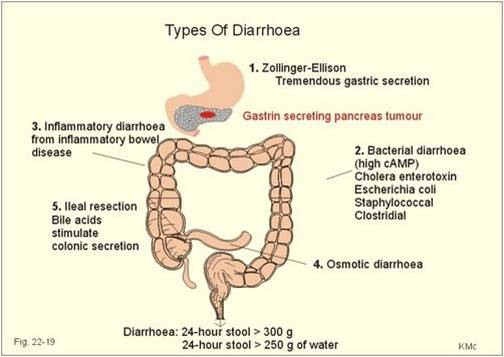 Types Of Diarrhoea
1. Zollinger-Ellison
Tremendous gastric secretion
Gastrin secreting pancreas tumour
3. Inflammatory diarrhoea
from inflammatory bowel
disease
2. Bacterial diarrhoea
(high cAMP)
Cholera enterotoxin
Escherichia coli
Staphylococcal
Clostridial
5. Ileal resection
Bile acids
stimulate
colonic secretion
4. Osmotic diarrhoea
Diarrhoea: 24-hour stool > 300 g
24-hour stool > 250 g of water
Fig. 22-19
KMc